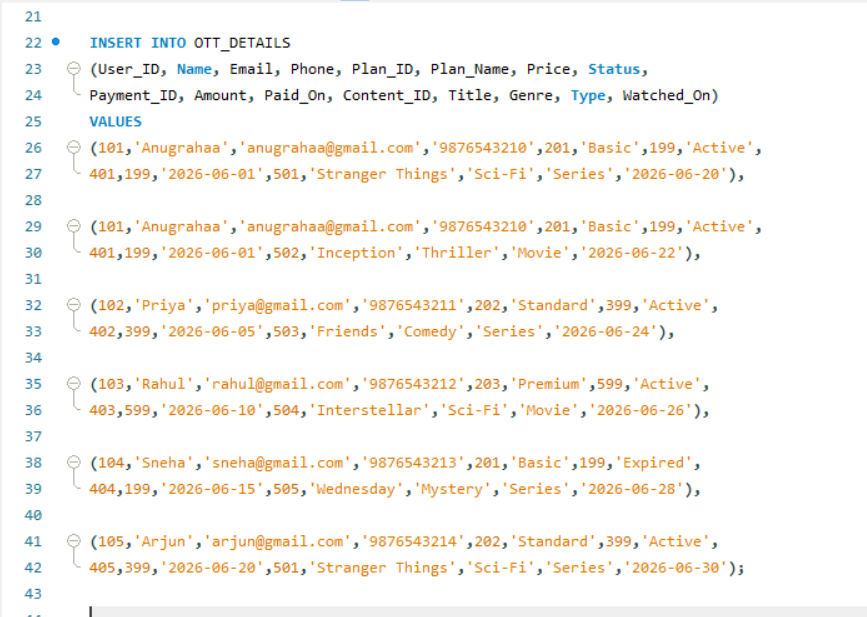 21
22 INSERT INTO OTT_DETAILS
23 (User_ID, Name, Email, Phone, Plan_ID, Plan_Name, Price, Status,
24 Payment_ID, Amount, Paid_On, Content_ID, Title, Genre, Type, Watched_On)
25 VALUES
26 (101,'Anugrahaa','anugrahaa@gmail.com','9876543210',201,'Basic',199,'Active',
27 401,199,'2026-06-01',501,'Stranger Things','Sci-Fi','Series','2026-06-20'),
28
29 (101,'Anugrahaa','anugrahaa@gmail.com','9876543210',201,'Basic',199,'Active',
30 401,199,'2026-06-01',502,'Inception','Thriller','Movie','2026-06-22'),
31
32 (102,'Priya','priya@gmail.com','9876543211',202,'Standard',399,'Active',
33 402,399,'2026-06-05',503,'Friends','Comedy','Series','2026-06-24'),
34
35 (103,'Rahul','rahul@gmail.com','9876543212',203,'Premium',599,'Active',
36 403,599,'2026-06-10',504,'Interstellar','Sci-Fi','Movie','2026-06-26'),
37
38 (104,'Sneha','sneha@gmail.com','9876543213',201,'Basic',199,'Expired',
39 404,199,'2026-06-15',505,'Wednesday','Mystery','Series','2026-06-28'),
40
41 (105,'Arjun','arjun@gmail.com','9876543214',202,'Standard',399,'Active',
42 405,399,'2026-06-20',501,'Stranger Things','Sci-Fi','Series','2026-06-30');
43